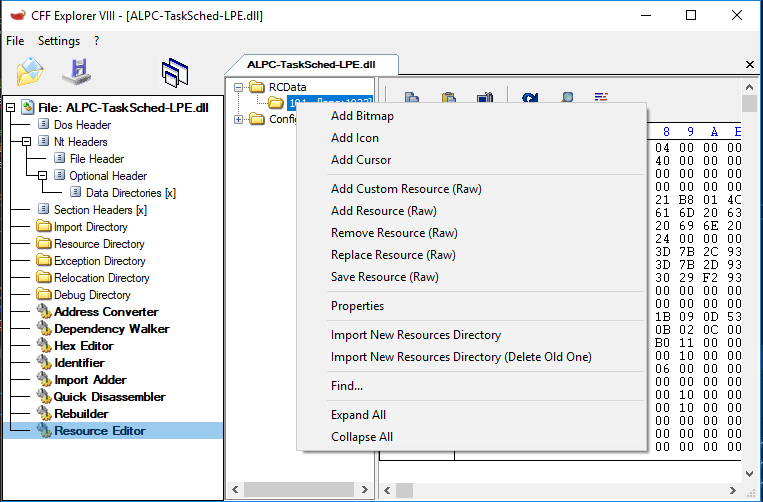 CFF Explorer VIII - [ALPC-TaskSched-LPE.dll]
File Settings ?
ALPC-TaskSched-LPE.dll
File: ALPC-TaskSched-LPE.dll
Dos Header
Nt Headers
File Header
Optional Header
Data Directories [x]
Section Headers [x]
Import Directory
Resource Directory
Exception Directory
Relocation Directory
Debug Directory
Address Converter
Dependency Walker
Hex Editor
Identifier
Import Adder
Quick Disassembler
Rebuilder
Resource Editor
RCData
Config
Add Bitmap
Add Icon
Add Cursor
Add Custom Resource (Raw)
Add Resource (Raw)
Remove Resource (Raw)
Replace Resource (Raw)
Save Resource (Raw)
Properties
Import New Resources Directory
Import New Resources Directory (Delete Old One)
Find...
Expand All
Collapse All
8 9 A
04 00 00 00
40 00 00 00
00 00 00 00
00 00 00 00
21 B8 01 4C
61 6D 20 63
20 69 6E 20
24 00 00 00
3D 7B 2C 93
3D 7B 2D 93
30 29 F2 93
00 00 00 00
00 00 00 00
1B 09 0D 53
0B 02 0C 00
B0 11 00 00
00 10 00 00
06 00 00 00
00 00 00 00
00 10 00 00
00 10 00 00
00 00 00 00
00 00 00 00
00 00 00 00